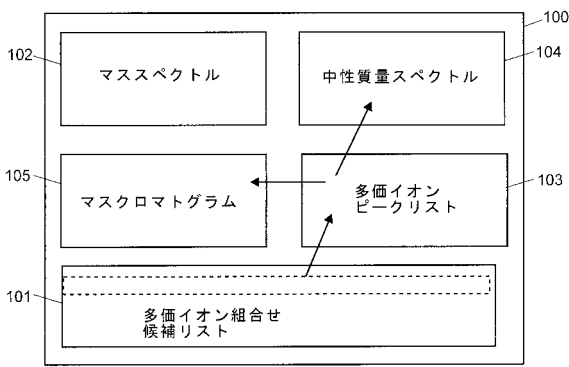 100
102
マススペクトル
中性質量スペクトル
104
105
マスクロマトグラム
多価イオン
ピークリスト
103
101
多価イオン組合せ
候補リスト